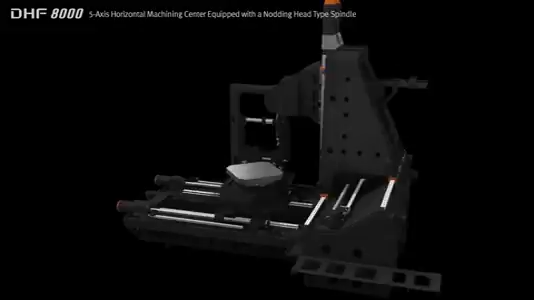 DHF 8000 5-Axis Horizontal Machining Center Equipped with a Nodding Head Type Spindle